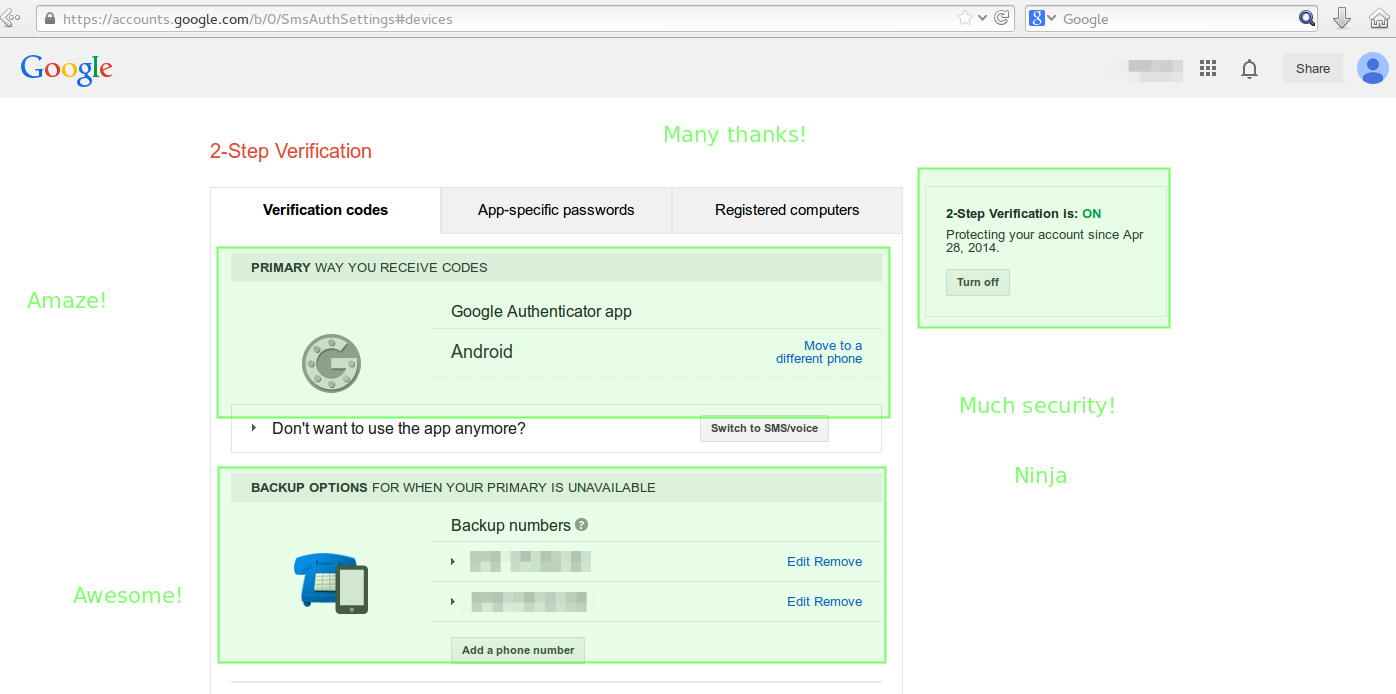 https://accounts.google.com/b/0/SmsAuthSettings#devices
8 Google
Google
Share
Many thanks!
2-Step Verification
Verification codes
App-specific passwords
Registered computers
2-Step Verification is: ON
Protecting your account since Apr
28, 2014.
Turn off
PRIMARY WAY YOU RECEIVE CODES
Amaze!
Google Authenticator app
Android
Move to a
different phone
Don't want to use the app anymore?
Switch to SMS/voice
Much security!
Ninja
BACKUP OPTIONS FOR WHEN YOUR PRIMARY IS UNAVAILABLE
Backup numbers ?
Edit Remove
Edit Remove
Awesome!
Add a phone number